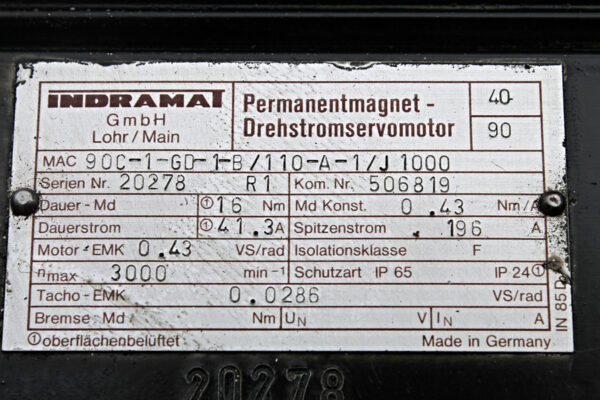 INDRAMAT
GmbH
Lohr/Main
Permanentmagnet-
Drehstromservomotor
40
90
MAC 90C-1-GD-1-B/110-A-1/J1000
Serien Nr. 20278 R1 Kom. Nr. 506819
Dauer-Md ①16 Nm Md Konst. 0.43 Nm/A
Dauerstrom ①41.3A Spitzenstrom .196 A
Motor-EMK 0.43 VS/rad Isolationsklasse F
nmax 3000 min-1 Schutzart IP 65 IP 24①
Tacho-EMK 0.0286 VS/rad
Bremse: Md Nm UN V IN A
①oberflächenbelüftet Made in Germany
IN 85D
20278